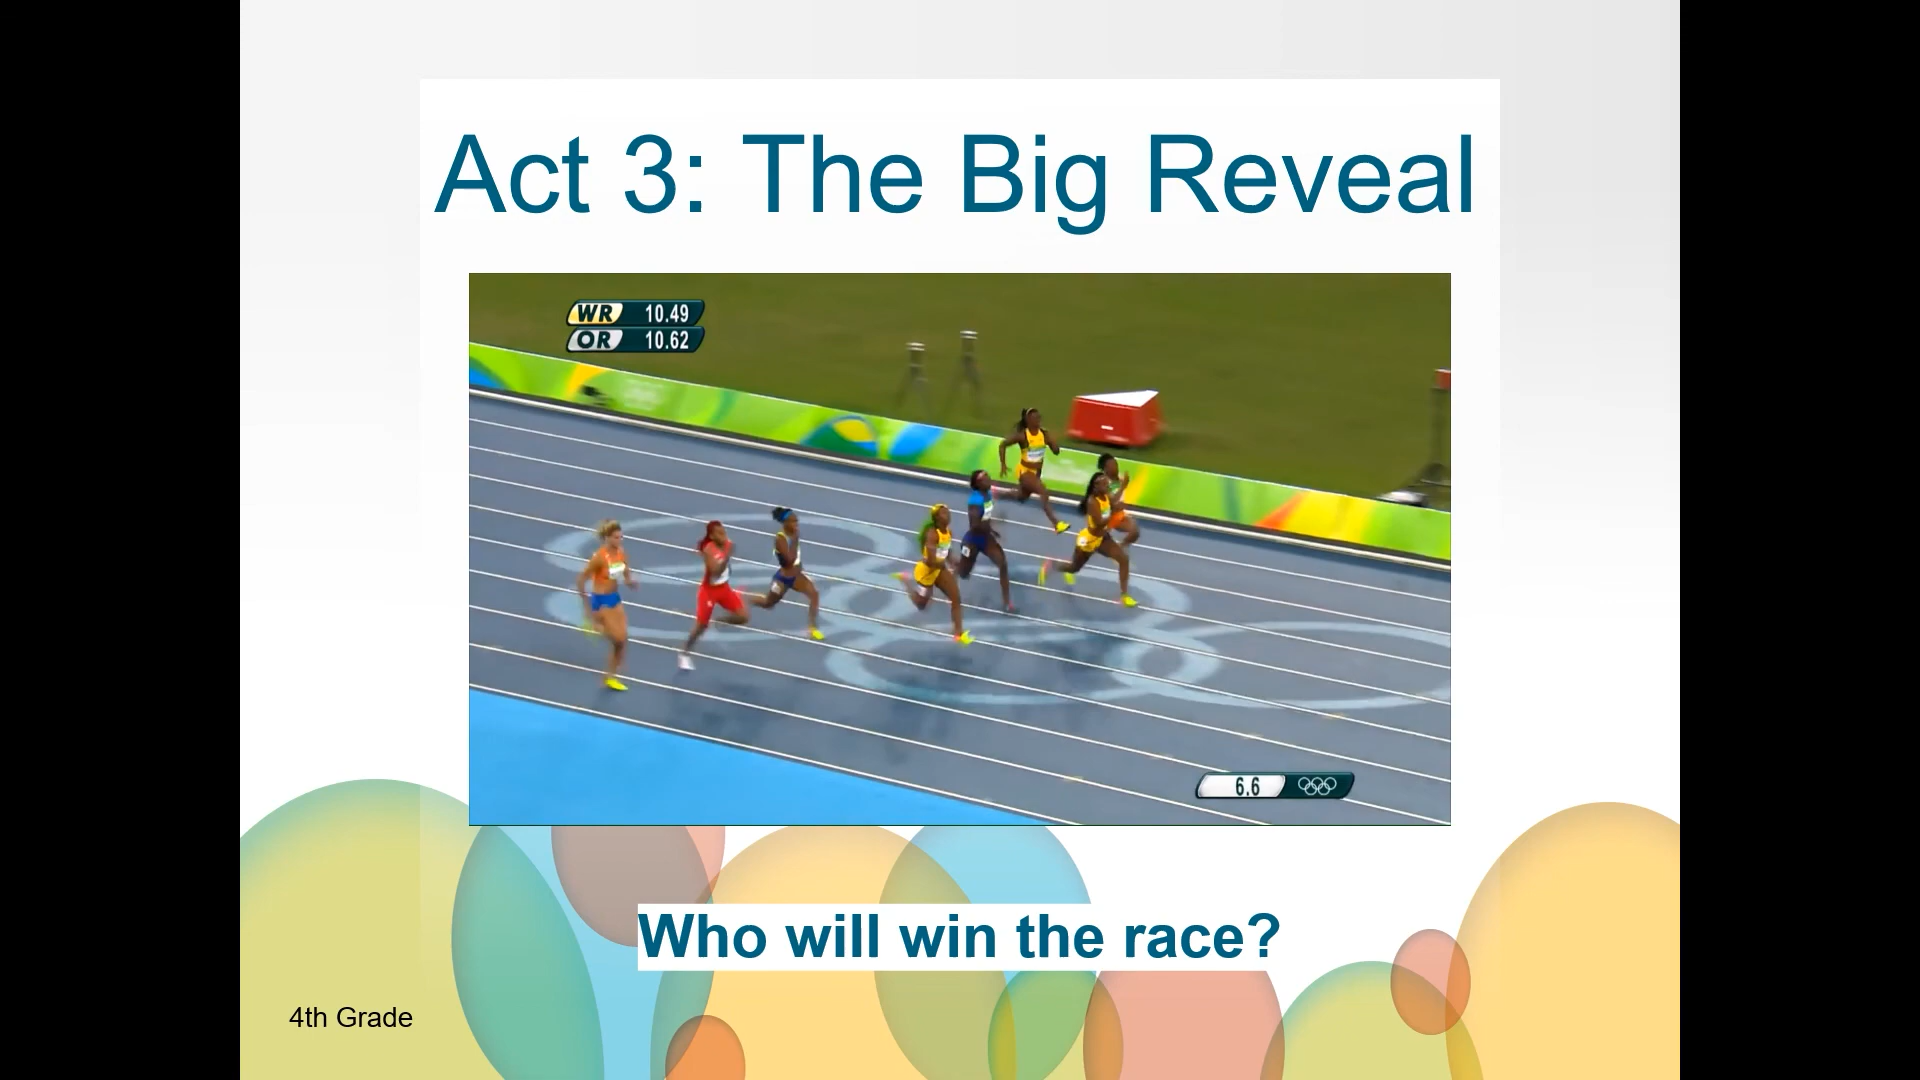 Act 3: The Big Reveal
WR 10.49
OR 10.62
6.6
Who will win the race?
4th Grade